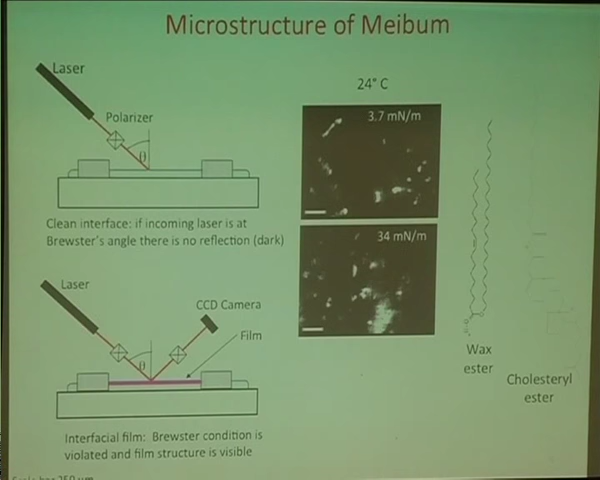 Microstructure of Meibum
Laser
Polarizer
θ
Clean interface: if incoming laser is at
Brewster's angle there is no reflection (dark)
24° C
3.7 mN/m
34 mN/m
Laser
CCD Camera
Film
θ
Interfacial film: Brewster condition is
violated and film structure is visible
Wax
ester
Cholesteryl
ester